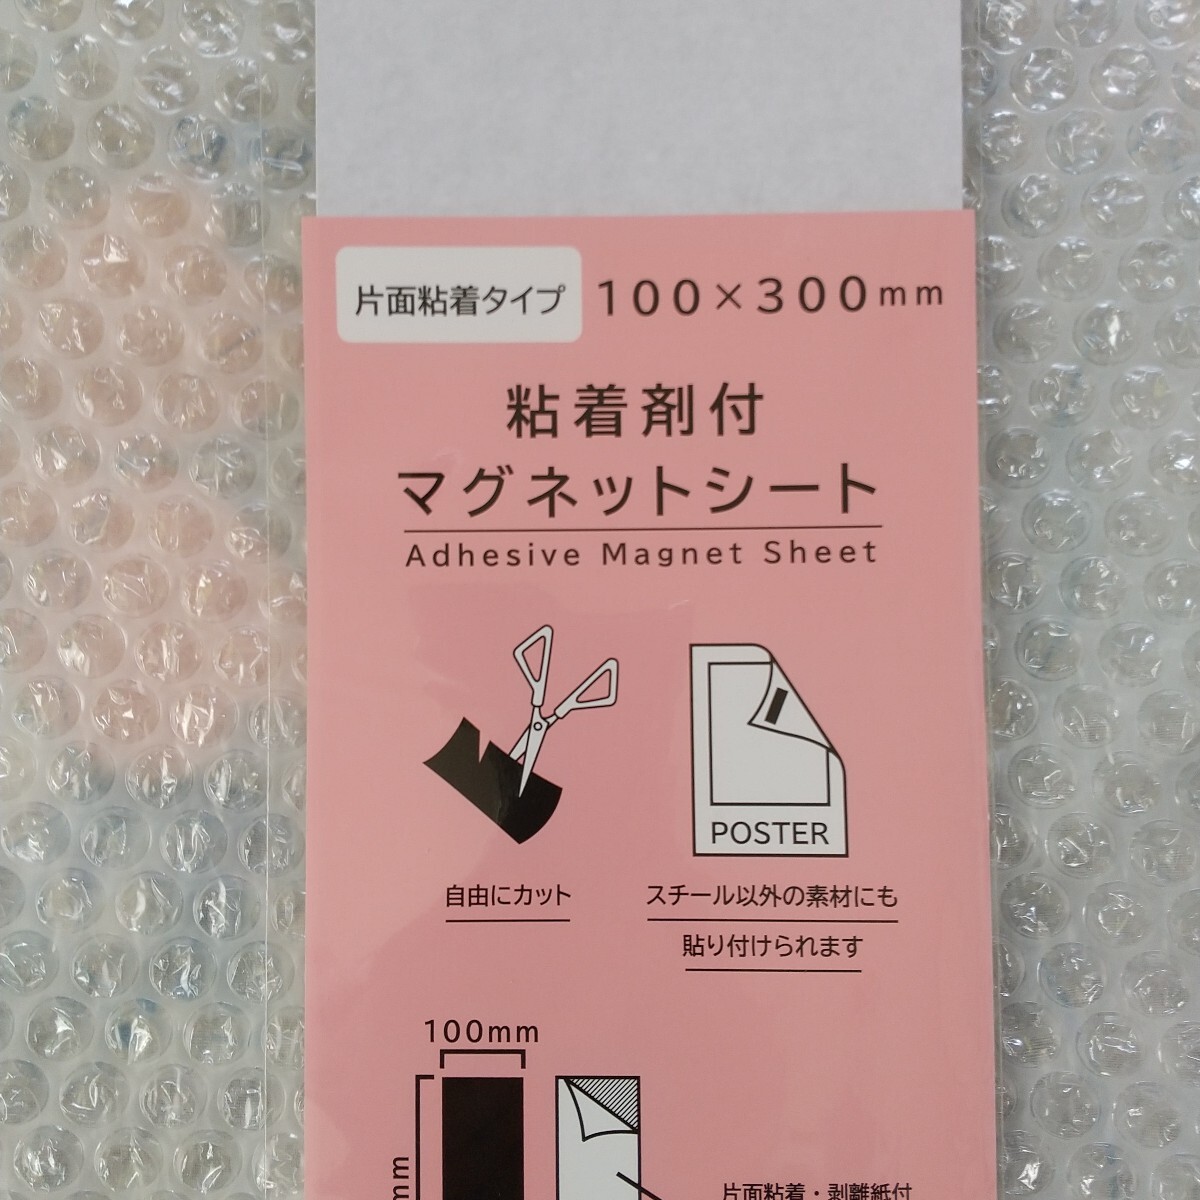 片面粘着タイプ
100×300mm
粘着剤付
マグネットシート
Adhesive Magnet Sheet
POSTER
自由にカット
スチール以外の素材にも
貼り付けられます
100mm
mm
片面粘着・剥離紙付